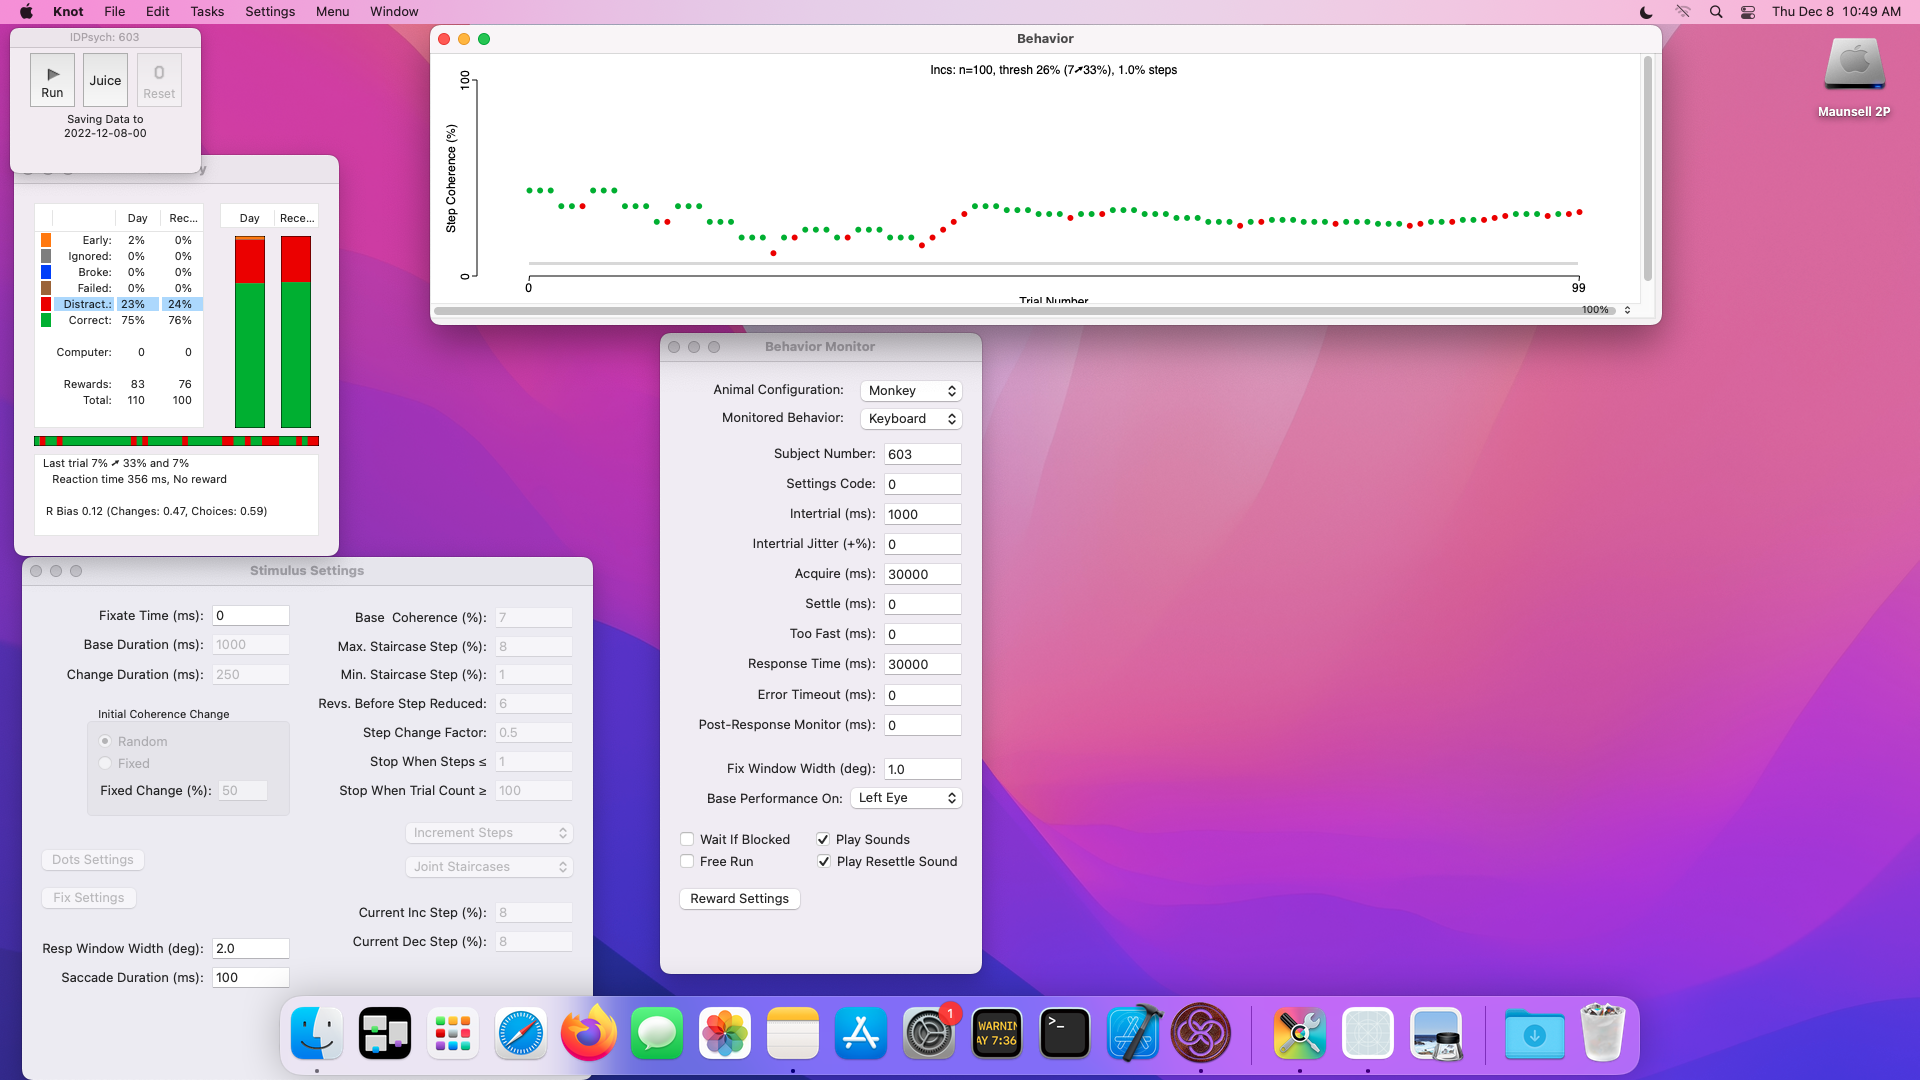 Knot File Edit Tasks Settings Menu Window
Thu Dec 8 10:49 AM
IDPsych: 603
Run
Juice
0
Reset
Saving Data to
2022-12-08-00
y
Day Rec...
Early: 2% 0%
Ignored: 0% 0%
Broke: 0% 0%
Failed: 0% 0%
Distract.: 23% 24%
Correct: 75% 76%
Computer: 0 0
Rewards: 83 76
Total: 110 100
Day Rece...
Last trial 7% ➚ 33% and 7%
Reaction time 356 ms, No reward
R Bias 0.12 (Changes: 0.47, Choices: 0.59)
Behavior
Incs: n=100, thresh 26% (7➚33%), 1.0% steps
Step Coherence (%)
100
0
0
99
Trial Number
100%
Maunsell 2P
Behavior Monitor
Animal Configuration: Monkey
Monitored Behavior: Keyboard
Subject Number: 603
Settings Code: 0
Intertrial (ms): 1000
Intertrial Jitter (+%): 0
Acquire (ms): 30000
Settle (ms): 0
Too Fast (ms): 0
Response Time (ms): 30000
Error Timeout (ms): 0
Post-Response Monitor (ms): 0
Fix Window Width (deg): 1.0
Base Performance On: Left Eye
Wait If Blocked
Play Sounds
Free Run
Play Resettle Sound
Reward Settings
Stimulus Settings
Fixate Time (ms): 0
Base Duration (ms): 1000
Change Duration (ms): 250
Initial Coherence Change
Random
Fixed
Fixed Change (%): 50
Dots Settings
Fix Settings
Resp Window Width (deg): 2.0
Saccade Duration (ms): 100
Base Coherence (%): 7
Max. Staircase Step (%): 8
Min. Staircase Step (%): 1
Revs. Before Step Reduced: 6
Step Change Factor: 0.5
Stop When Steps ≤ 1
Stop When Trial Count ≥ 100
Increment Steps
Joint Staircases
Current Inc Step (%): 8
Current Dec Step (%): 8
1
WARNIN
AY 7:36
>_